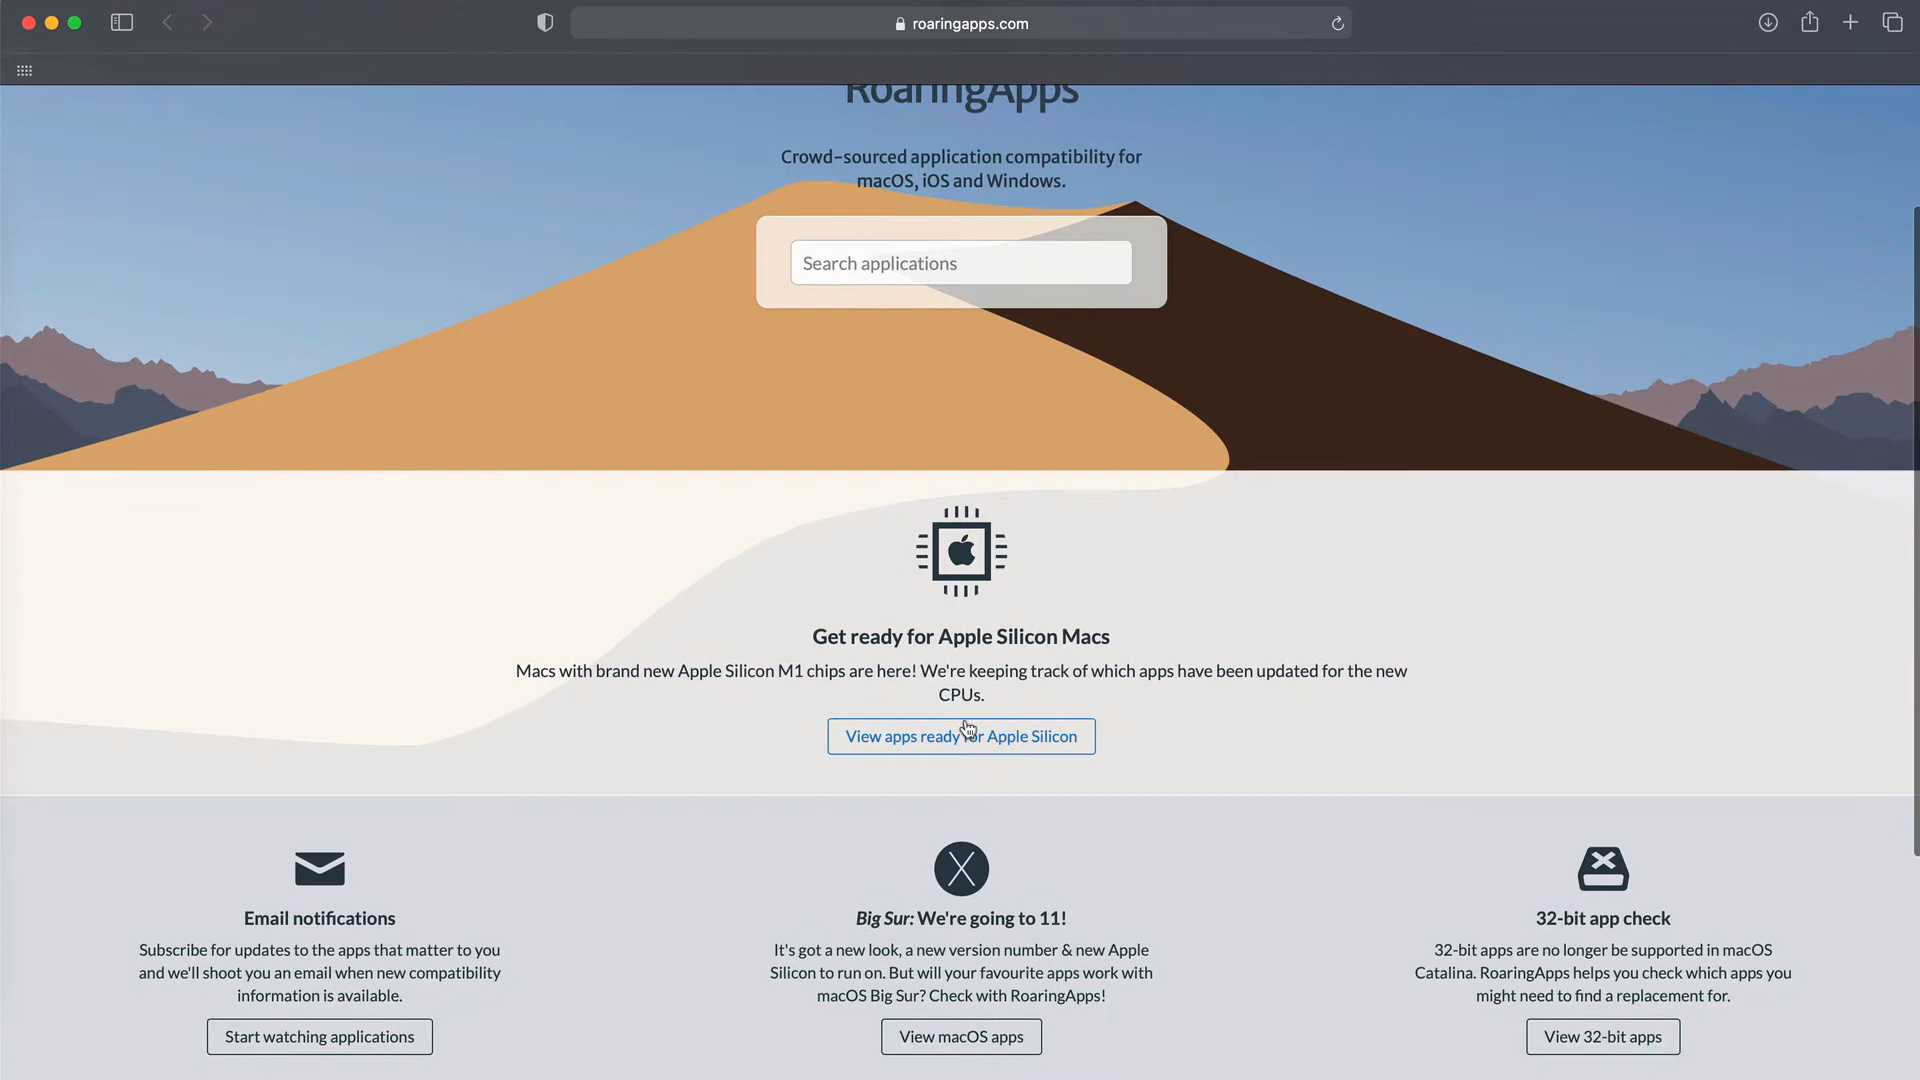 roaringapps.com
RoaringApps
Crowd-sourced application compatibility for
macOS, iOS and Windows.
Search applications
Get ready for Apple Silicon Macs
Macs with brand new Apple Silicon M1 chips are here! We're keeping track of which apps have been updated for the new
CPUs.
View apps ready for Apple Silicon
Email notifications
Subscribe for updates to the apps that matter to you
and we'll shoot you an email when new compatibility
information is available.
Start watching applications
Big Sur: We're going to 11!
It's got a new look, a new version number & new Apple
Silicon to run on. But will your favourite apps work with
macOS Big Sur? Check with RoaringApps!
View macOS apps
32-bit app check
32-bit apps are no longer be supported in macOS
Catalina. RoaringApps helps you check which apps you
might need to find a replacement for.
View 32-bit apps